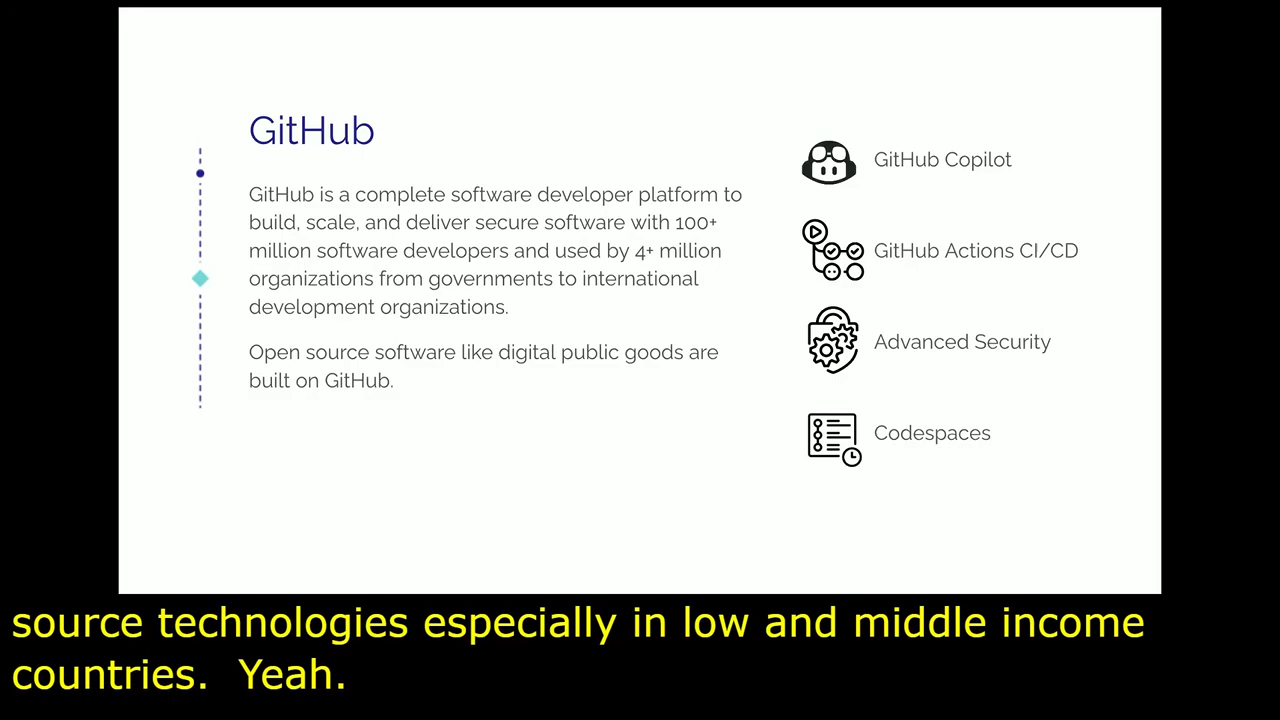 GitHub
GitHub is a complete software developer platform to
build, scale, and deliver secure software with 100+
million software developers and used by 4+ million
organizations from governments to international
development organizations.
Open source software like digital public goods are
built on GitHub.
GitHub Copilot
GitHub Actions CI/CD
Advanced Security
Codespaces
source technologies especially in low and middle income
countries.  Yeah.